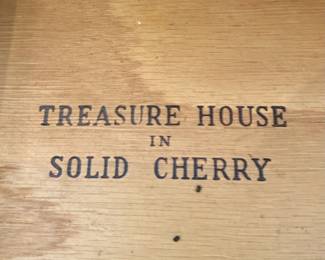 TREASURE HOUSE
IN
SOLID CHERRY